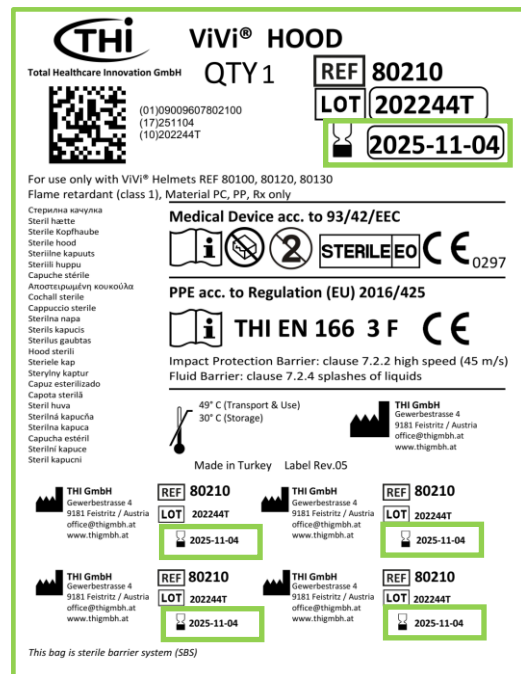 THi
ViVi® HOOD
Total Healthcare Innovation GmbH
QTY 1
REF 80210
LOT 202244T
2025-11-04
(01)09009607802100
(17)251104
(10)202244T
For use only with ViVi® Helmets REF 80100, 80120, 80130
Flame retardant (class 1), Material PC, PP, Rx only
Стерилна качулка
Steril hætte
Sterile Kopfhaube
Sterile hood
Steriilne kapuuts
Steriili huppu
Capuche stérile
Αποστειρωμένη κουκούλα
Cochall sterile
Cappuccio sterile
Sterilna napa
Sterils kapucis
Sterilus gaubtas
Hood sterili
Steriele kap
Sterylny kaptur
Capuz esterilizado
Capota sterilă
Steril huva
Sterilná kapucňa
Sterilna kapuca
Capucha estéril
Sterilní kapuce
Steril kapucni
Medical Device acc. to 93/42/EEC
i 2 STERILE EO CE 0297
PPE acc. to Regulation (EU) 2016/425
i THI EN 166 3 F CE
Impact Protection Barrier: clause 7.2.2 high speed (45 m/s)
Fluid Barrier: clause 7.2.4 splashes of liquids
49° C (Transport & Use)
30° C (Storage)
THI GmbH
Gewerbestrasse 4
9181 Feistritz / Austria
office@thigmbh.at
www.thigmbh.at
Made in Turkey Label Rev.05
THI GmbH
Gewerbestrasse 4
9181 Feistritz / Austria
office@thigmbh.at
www.thigmbh.at
REF 80210
LOT 202244T
2025-11-04
THI GmbH
Gewerbestrasse 4
9181 Feistritz / Austria
office@thigmbh.at
www.thigmbh.at
REF 80210
LOT 202244T
2025-11-04
THI GmbH
Gewerbestrasse 4
9181 Feistritz / Austria
office@thigmbh.at
www.thigmbh.at
REF 80210
LOT 202244T
2025-11-04
THI GmbH
Gewerbestrasse 4
9181 Feistritz / Austria
office@thigmbh.at
www.thigmbh.at
REF 80210
LOT 202244T
2025-11-04
This bag is sterile barrier system (SBS)